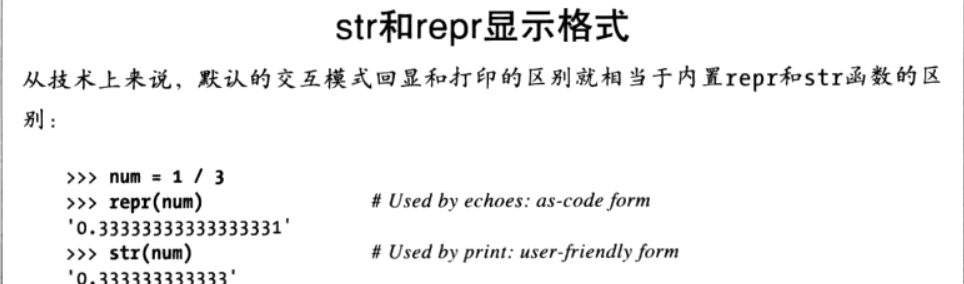 str和repr显示格式
从技术上来说，默认的交互模式回显和打印的区别就相当于内置repr和str函数的区
别：
>>> num = 1 / 3
>>> repr(num) # Used by echoes: as-code form
'0.33333333333333331'
>>> str(num) # Used by print: user-friendly form
'0.333333333333'